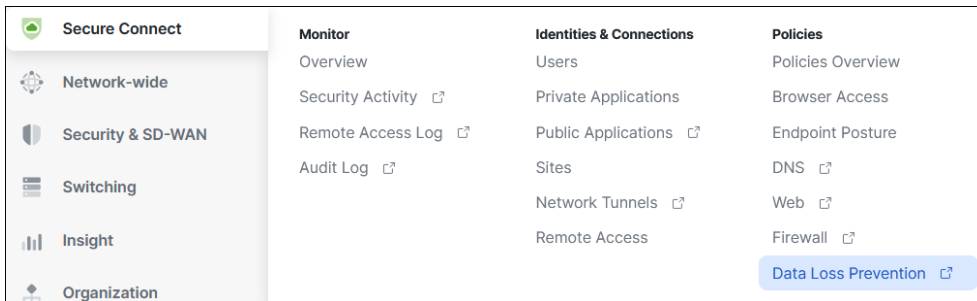 Secure Connect
Network-wide
Security & SD-WAN
Switching
Insight
Organization
Monitor
Overview
Security Activity
Remote Access Log
Audit Log
Identities & Connections
Users
Private Applications
Public Applications
Sites
Network Tunnels
Remote Access
Policies
Policies Overview
Browser Access
Endpoint Posture
DNS
Web
Firewall
Data Loss Prevention